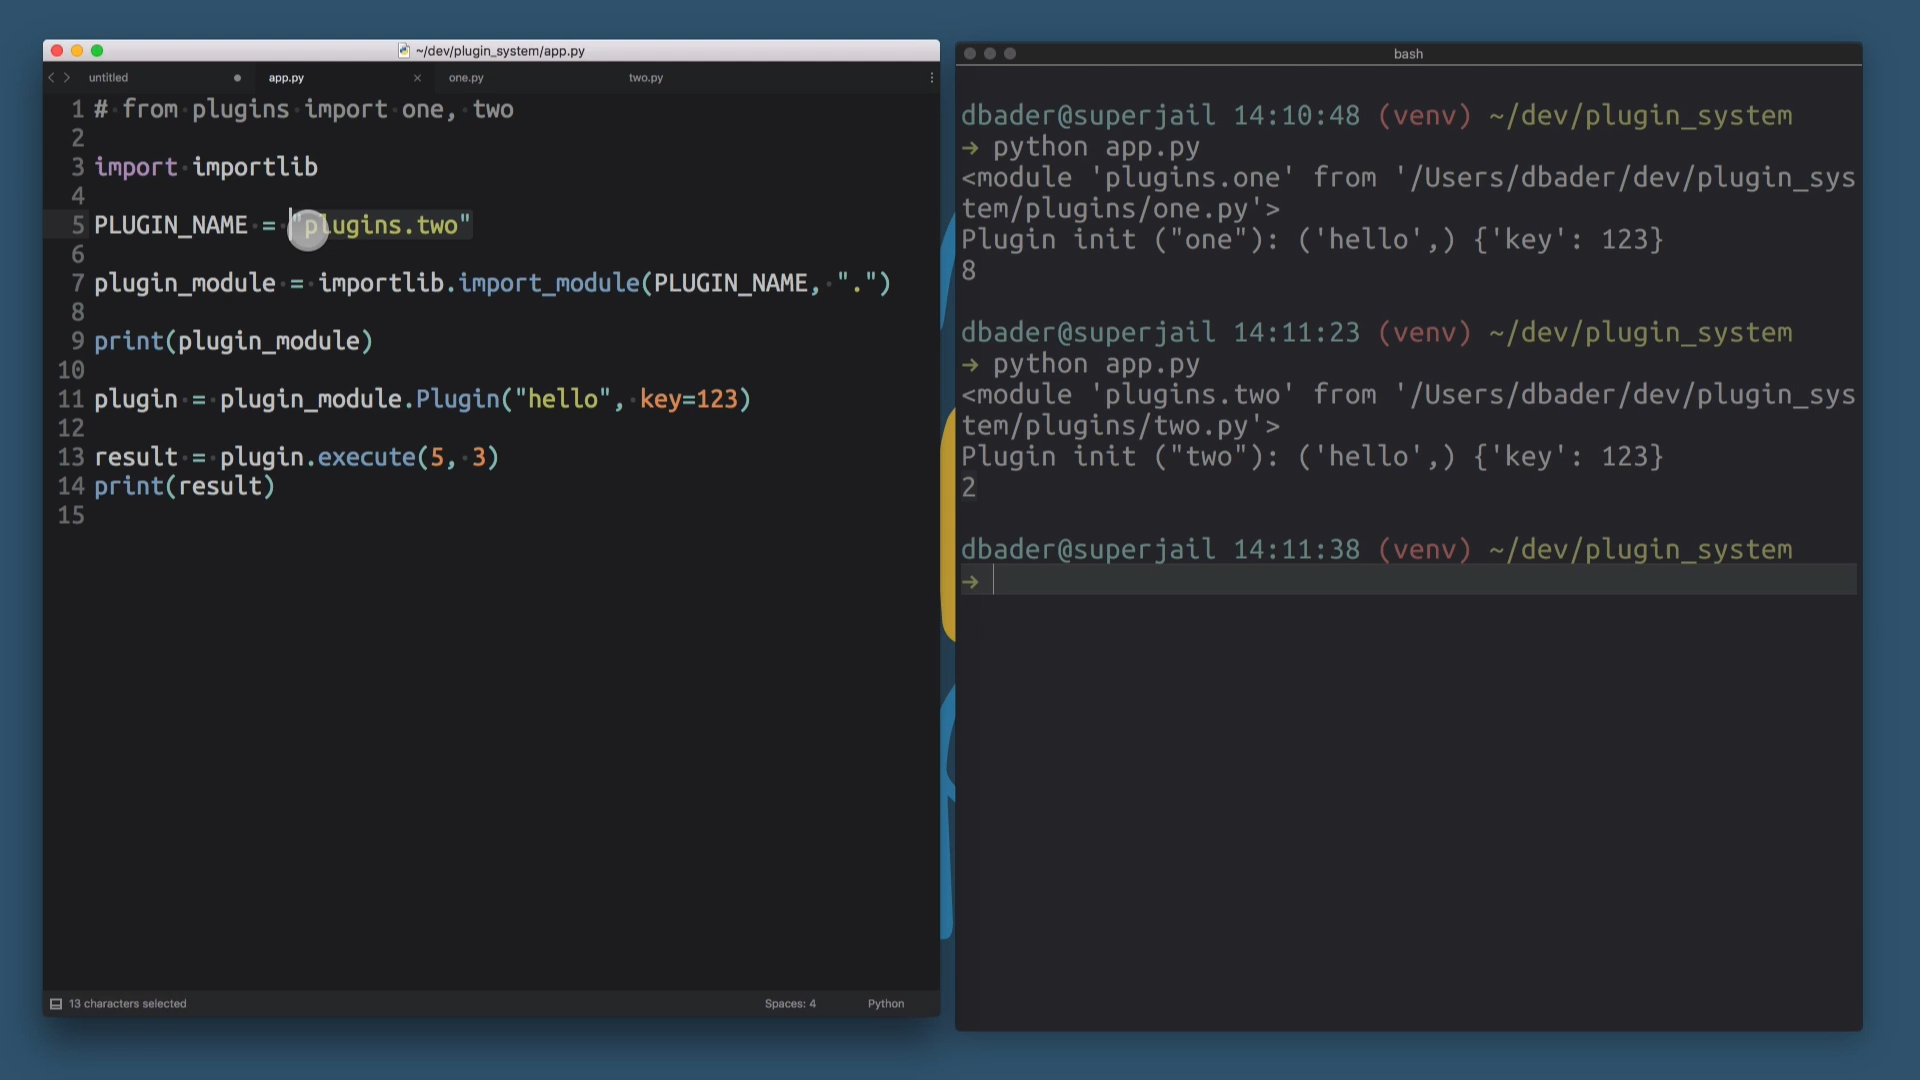 ~/dev/plugin_system/app.py
untitled
app.py
one.py
two.py
1 # from plugins import one, two
2
3 import importlib
4
5 PLUGIN_NAME = "plugins.two"
6
7 plugin_module = importlib.import_module(PLUGIN_NAME, ".")
8
9 print(plugin_module)
10
11 plugin = plugin_module.Plugin("hello", key=123)
12
13 result = plugin.execute(5, 3)
14 print(result)
15
13 characters selected
Spaces: 4
Python
bash
dbader@superjail 14:10:48 (venv) ~/dev/plugin_system
→ python app.py
<module 'plugins.one' from '/Users/dbader/dev/plugin_sys
tem/plugins/one.py'>
Plugin init ("one"): ('hello',) {'key': 123}
8
dbader@superjail 14:11:23 (venv) ~/dev/plugin_system
→ python app.py
<module 'plugins.two' from '/Users/dbader/dev/plugin_sys
tem/plugins/two.py'>
Plugin init ("two"): ('hello',) {'key': 123}
2
dbader@superjail 14:11:38 (venv) ~/dev/plugin_system
→